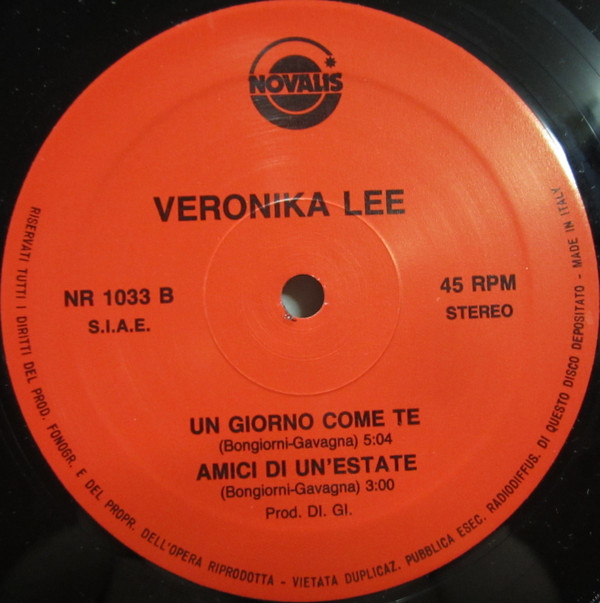 NOVALIS
VERONIKA LEE
NR 1033 B
S.I.A.E.
45 RPM
STEREO
UN GIORNO COME TE
(Bongiorni-Gavagna) 5:04
AMICI DI UN'ESTATE
(Bongiorni-Gavagna) 3:00
Prod. DI. GI.
RISERVATI TUTTI I DIRITTI DEL PROD. FONOGR. E DEL PROPR. DELL'OPERA RIPRODOTTA - VIETATA DUPLICAZ. PUBBLICA ESEC. RADIODIFFUS. DI QUESTO DISCO DEPOSITATO - MADE IN ITALY